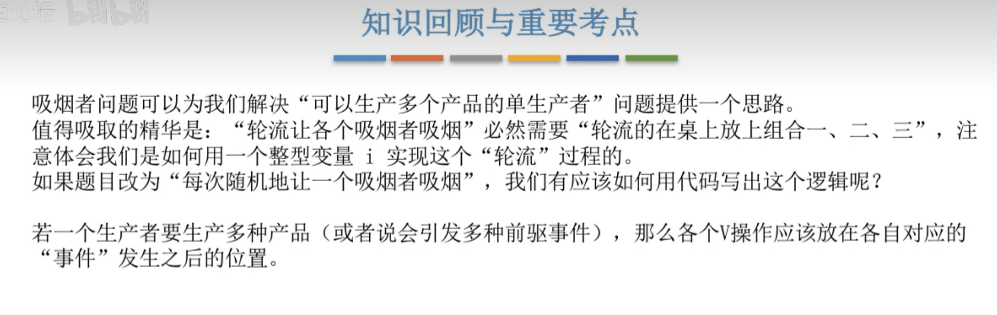 知识回顾与重要考点
吸烟者问题可以为我们解决“可以生产多个产品的单生产者”问题提供一个思路。
值得吸取的精华是：“轮流让各个吸烟者吸烟”必然需要“轮流的在桌上放上组合一、二、三”，注
意体会我们是如何用一个整型变量 i 实现这个“轮流”过程的。
如果题目改为“每次随机地让一个吸烟者吸烟”，我们有应该如何用代码写出这个逻辑呢？
若一个生产者要生产多种产品（或者说会引发多种前驱事件），那么各个V操作应该放在各自对应的
“事件”发生之后的位置。